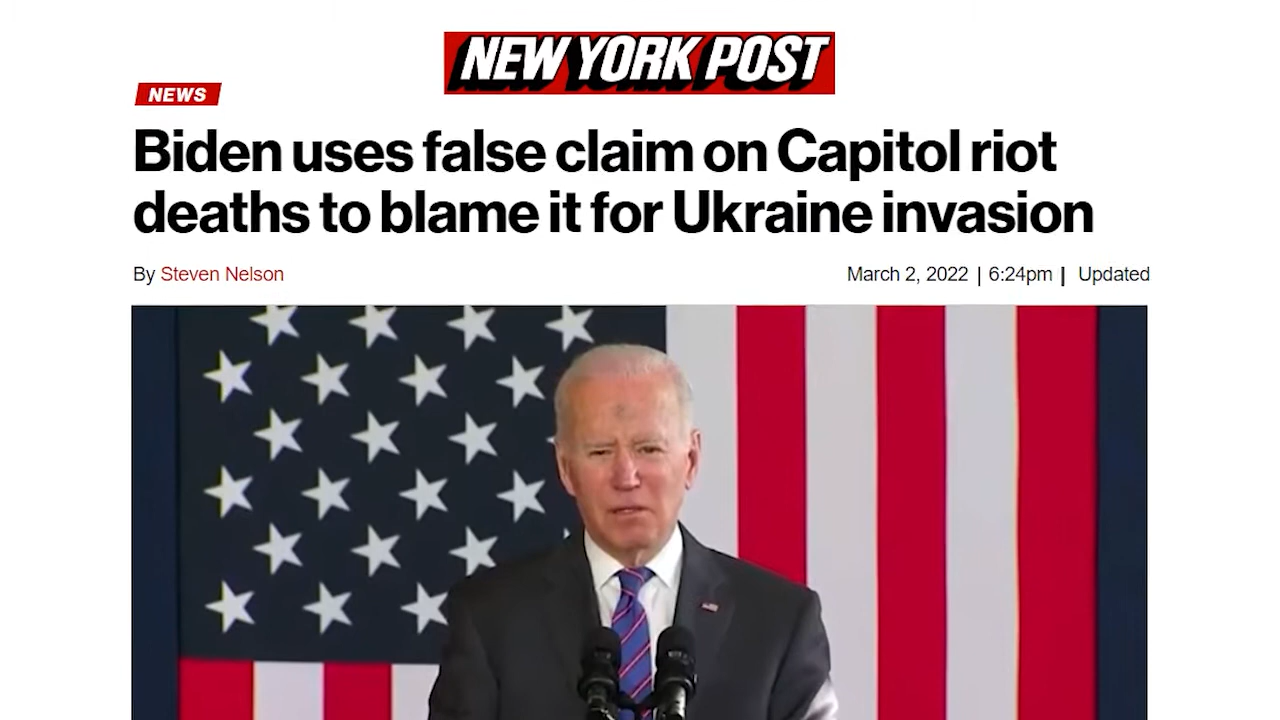 NEW YORK POST
NEWS
Biden uses false claim on Capitol riot
deaths to blame it for Ukraine invasion
By Steven Nelson
March 2, 2022 | 6:24pm | Updated